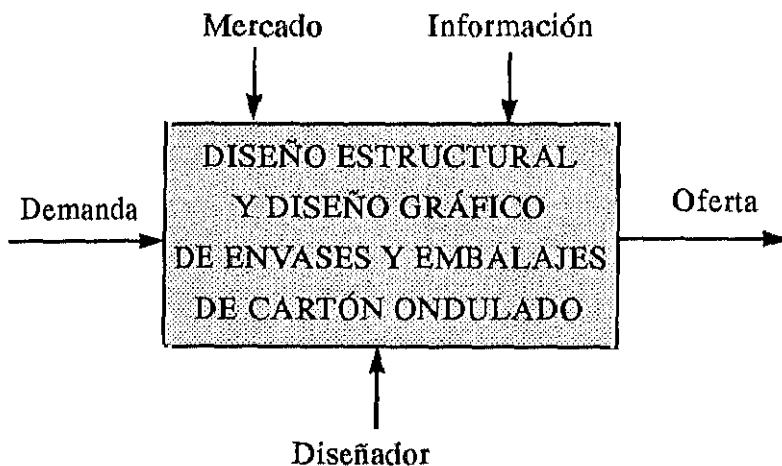 Mercado
Información
DISEÑO ESTRUCTURAL
Demanda
Y DISEÑO GRÁFICO
Oferta
DE ENVASES Y EMBALAJES
DE CARTÓN ONDULADO
Diseñador